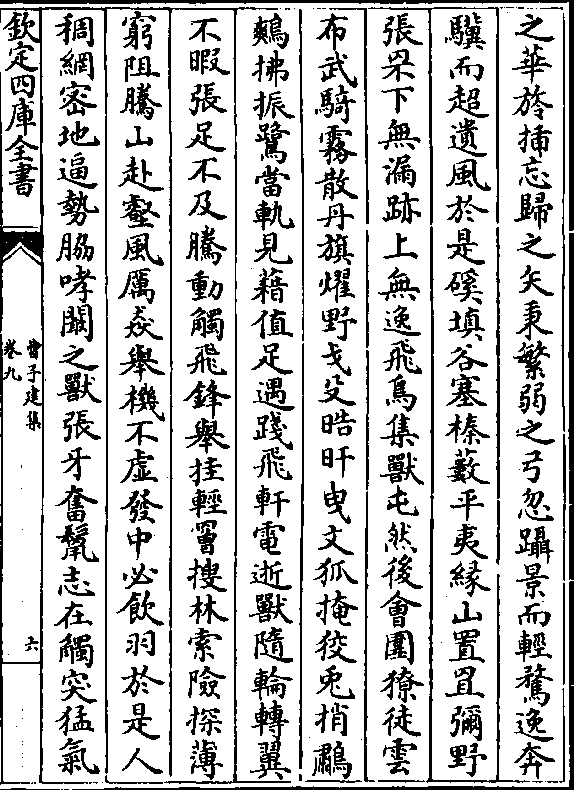 之華旍插忘歸之矢秉繁弱之弓忽躡景而輕騖逸奔
驥而超遺風於是磎填谷塞榛藪平夷緣山置罝彌野
張罘下無漏跡上無逸飛鳥集獸屯然後會圍獠徒雲
布武騎霧散丹旗燿野戈殳晧旰曳文狐掩狡兎捎鷫
鷞拂振鷺當軌見藉值足遇踐飛軒電逝獸隨輪轉翼
不暇張足不及騰動觸飛鋒舉挂輕罾搜林索險探薄
窮阻騰山赴壑風厲焱舉機不虛發中必飲羽於是人
稠網宻地逼勢脇哮闞之獸張牙奮鬛志在觸突猛氣
欽定四庫全書
曹子建集
卷九
六